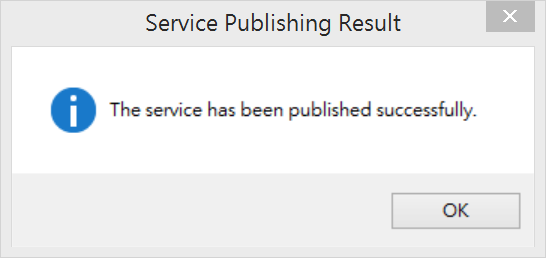 Service Publishing Result
The service has been published successfully.
OK